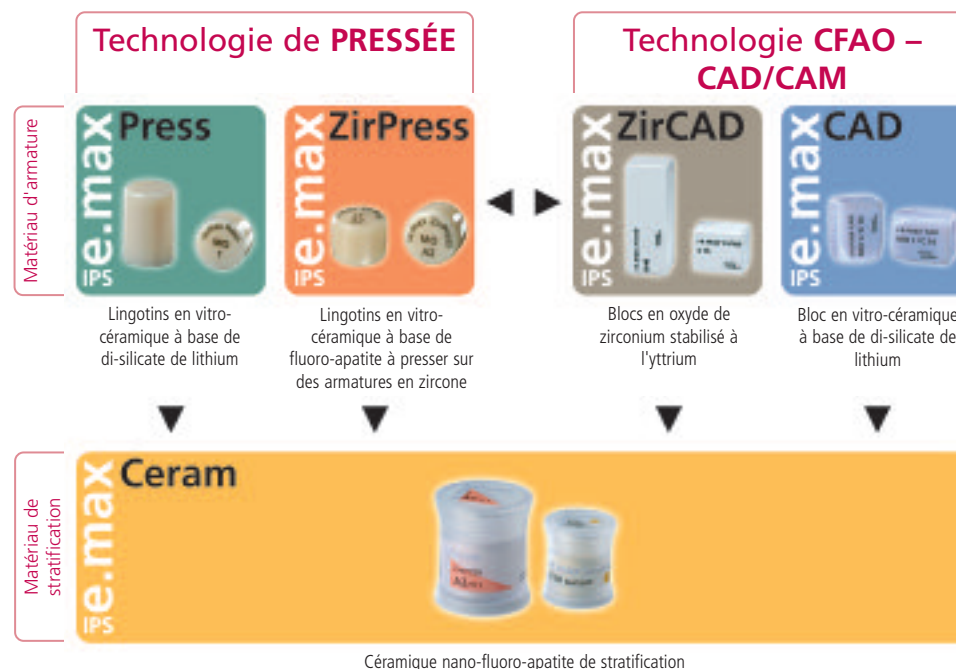 Technologie de PRESSÉE
Technologie CFAO –
CAD/CAM
Matériau d'armature
IPS e.max
Press
IPS e.max
ZirPress
IPS e.max
ZirCAD
IPS e.max
CAD
Lingotins en vitro-
céramique à base de
di-silicate de lithium
Lingotins en vitro-
céramique à base de
fluoro-apatite à presser sur
des armatures en zircone
Blocs en oxyde de
zirconium stabilisé à
l'yttrium
Bloc en vitro-céramique
à base de di-silicate de
lithium
Matériau de
stratification
IPS e.max
Ceram
Céramique nano-fluoro-apatite de stratification